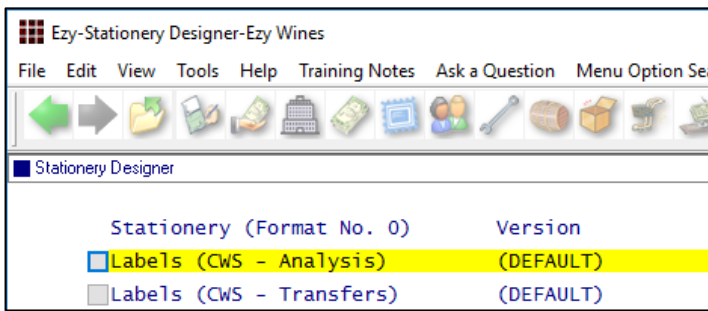 Ezy-Stationery Designer-Ezy Wines
File Edit View Tools Help Training Notes Ask a Question Menu Option Sea
Stationery Designer
Stationery (Format No. 0) Version
Labels (CWS - Analysis) (DEFAULT)
Labels (CWS - Transfers) (DEFAULT)